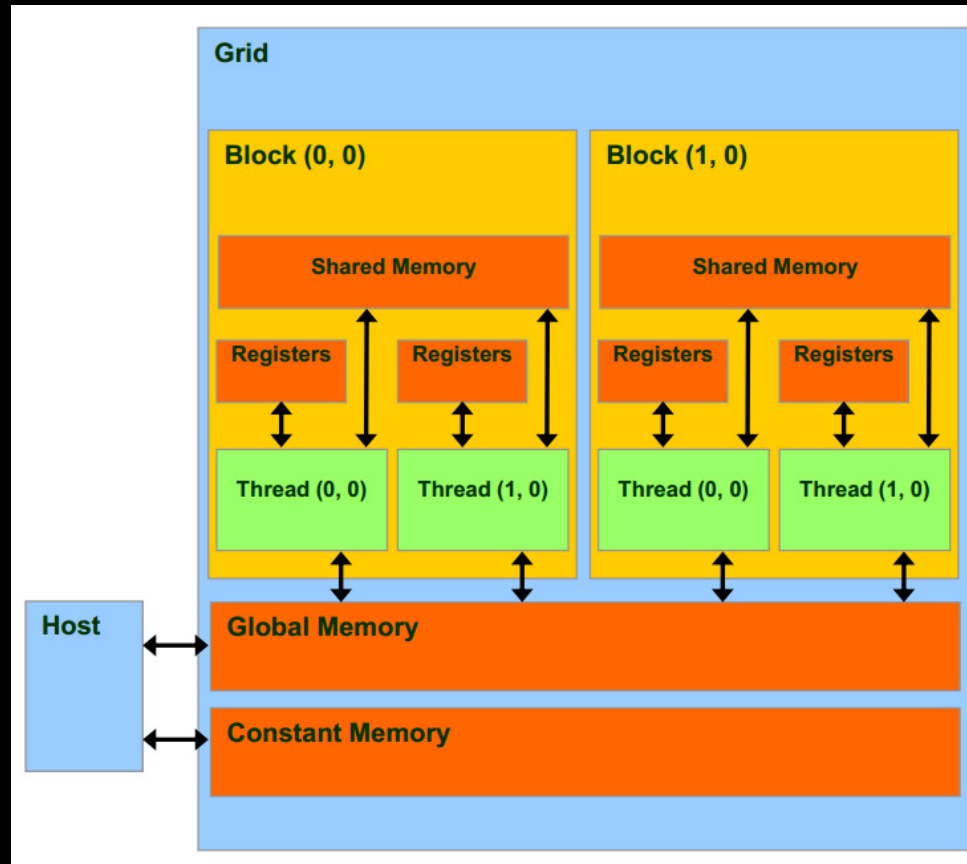 Grid
Block (0, 0)
Block (1, 0)
Shared Memory
Shared Memory
Registers
Registers
Registers
Registers
Thread (0, 0)
Thread (1, 0)
Thread (0, 0)
Thread (1, 0)
Host
Global Memory
Constant Memory